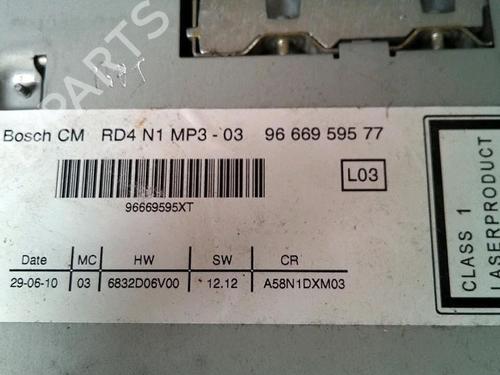 PARTS
Bosch CM RD4 N1 MP3 - 03 96 669 595 77
96669595XT
L03
Date MC HW SW CR
29-06-10 03 6832D06V00 12.12 A58N1DXM03
CLASS 1
LASERPRODUCT